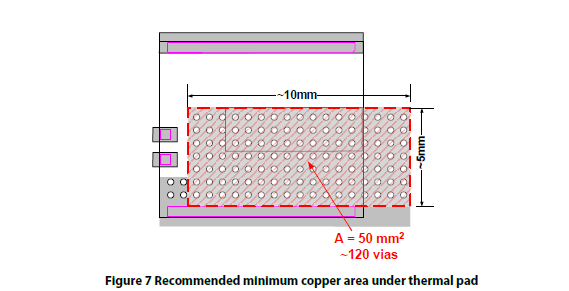 ~10mm
~5mm
A = 50 mm²
~120 vias
Figure 7 Recommended minimum copper area under thermal pad